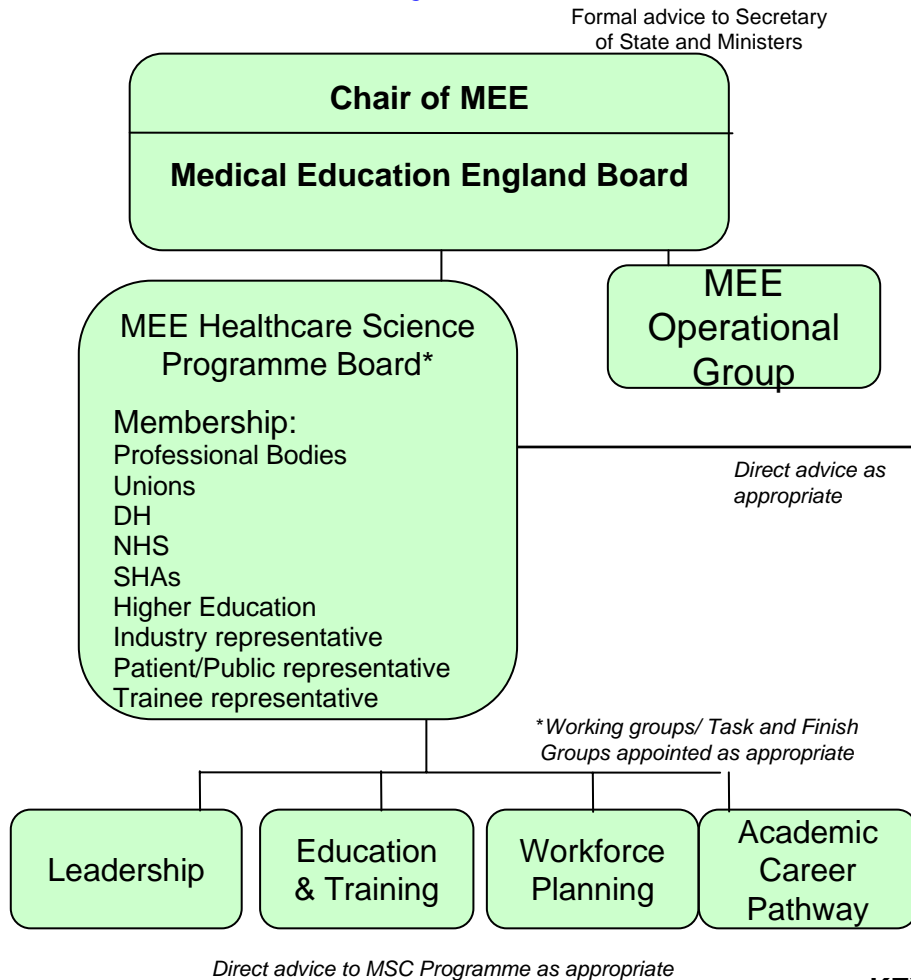 Formal advice to Secretary
of State and Ministers
Chair of MEE
Medical Education England Board
MEE
Operational
Group
MEE Healthcare Science
Programme Board*
Membership:
Professional Bodies
Unions
DH
NHS
SHAs
Higher Education
Industry representative
Patient/Public representative
Trainee representative
Direct advice as
appropriate
*Working groups/ Task and Finish
Groups appointed as appropriate
Leadership
Education
& Training
Workforce
Planning
Academic
Career
Pathway
Direct advice to MSC Programme as appropriate